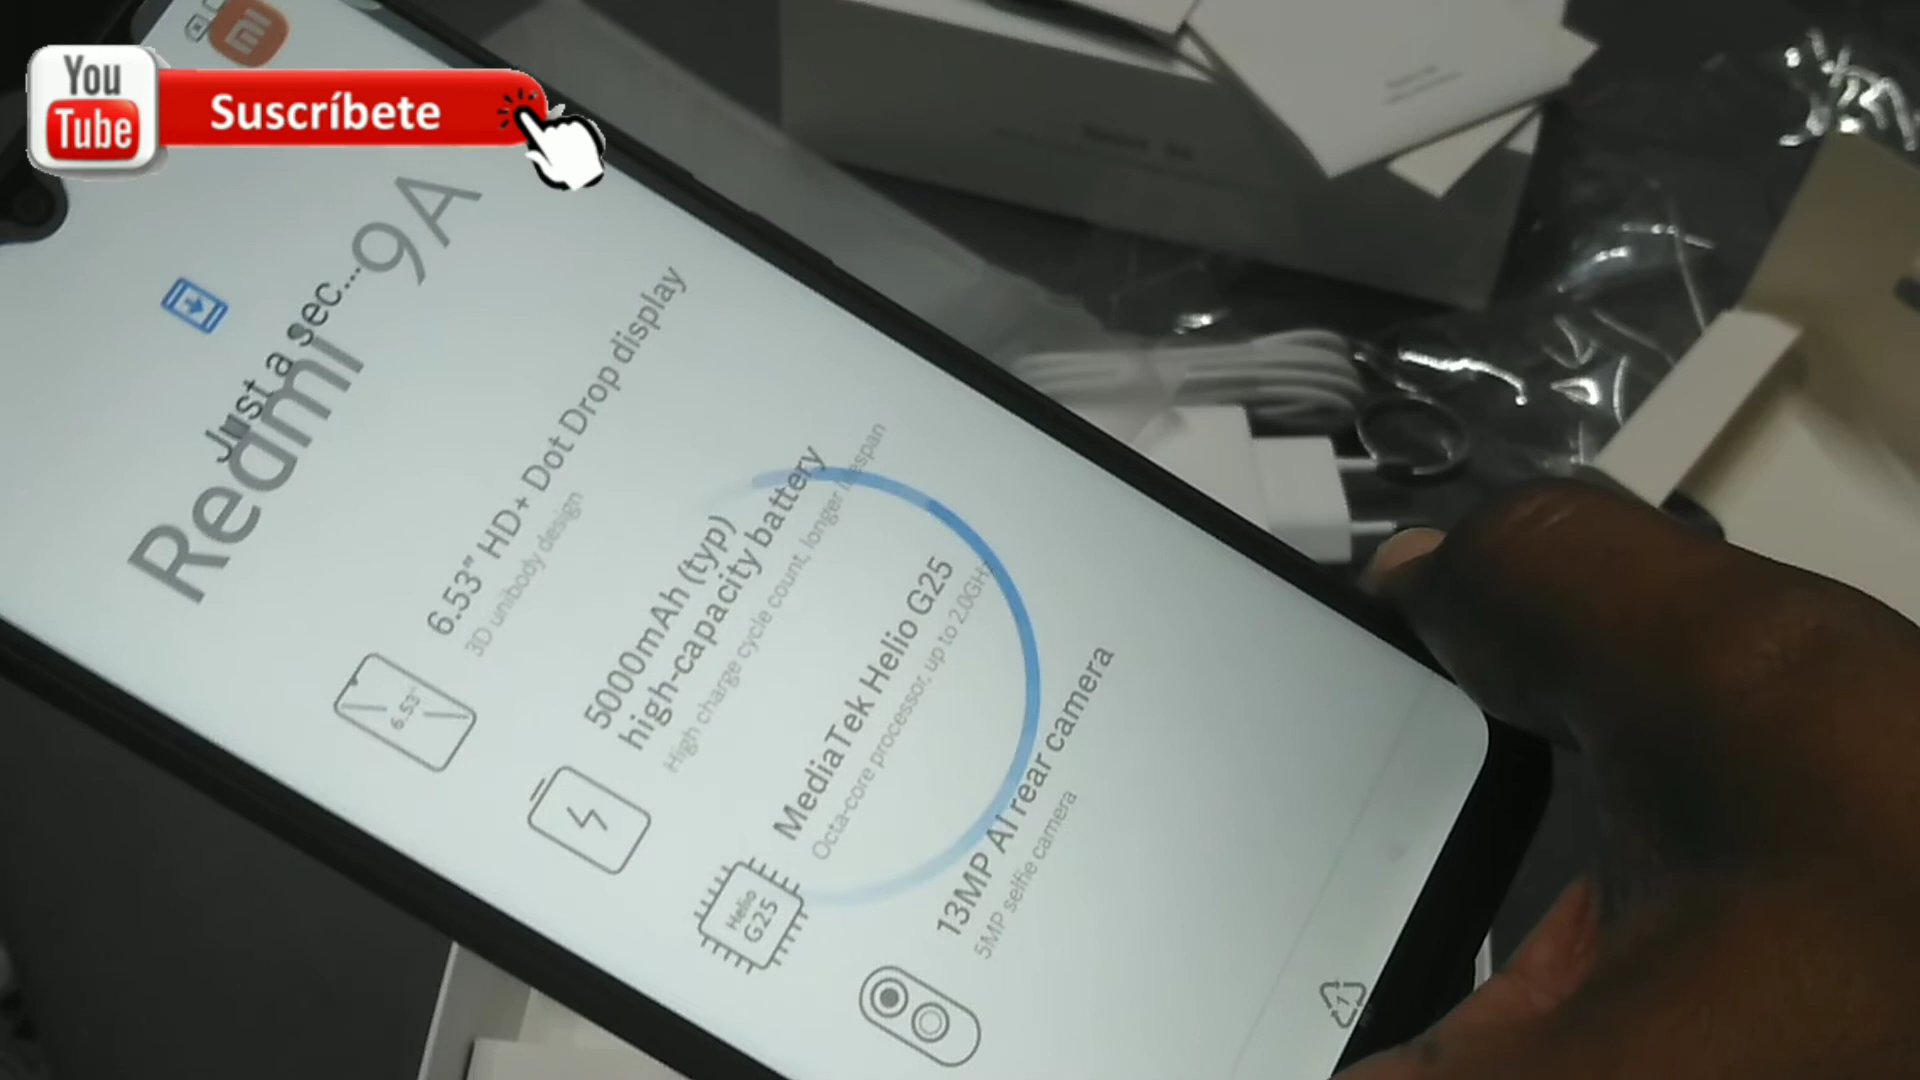 You
Tube
Suscríbete
Just a sec...
Redmi 9A
6.53" HD+ Dot Drop display
3D unibody design
6.53"
5000mAh (typ)
high-capacity battery
High charge cycle count, longer lifespan
MediaTek Helio G25
Octa-core processor, up to 2.0GHz
Helio
G25
13MP AI rear camera
5MP selfie camera
1